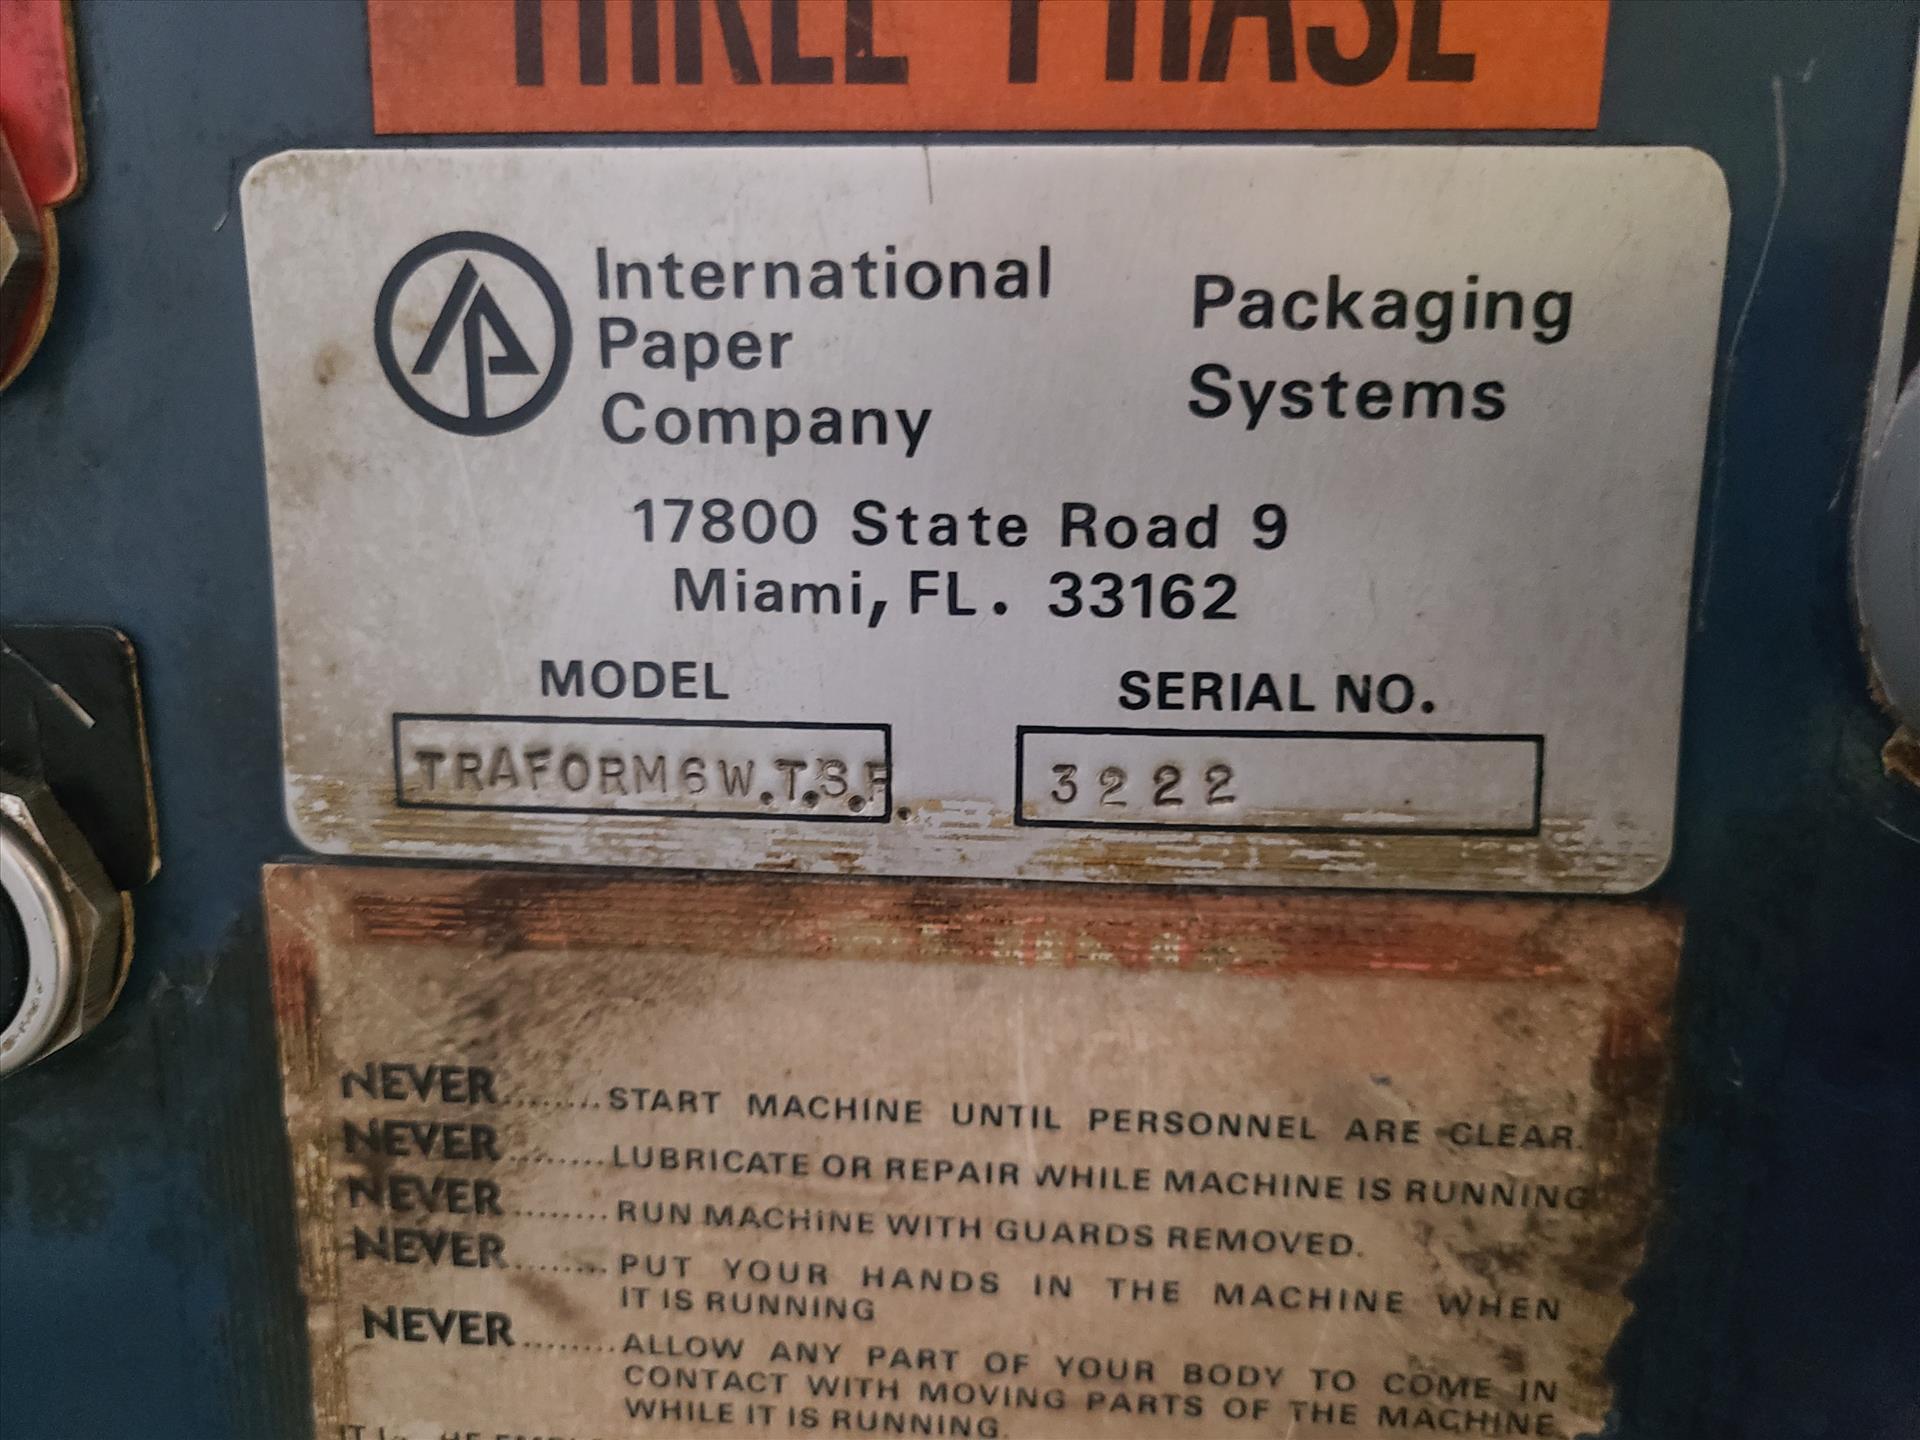 THREE PHASE
International
Paper
Company
Packaging
Systems
17800 State Road 9
Miami, FL. 33162
MODEL
SERIAL NO.
TRAFORM6W.T.S.F.
3222
NEVER........START MACHINE UNTIL PERSONNEL ARE CLEAR.
NEVER........LUBRICATE OR REPAIR WHILE MACHINE IS RUNNING
NEVER........RUN MACHINE WITH GUARDS REMOVED.
NEVER........PUT YOUR HANDS IN THE MACHINE WHEN
IT IS RUNNING
NEVER........ALLOW ANY PART OF YOUR BODY TO COME IN
CONTACT WITH MOVING PARTS OF THE MACHINE
WHILE IT IS RUNNING.